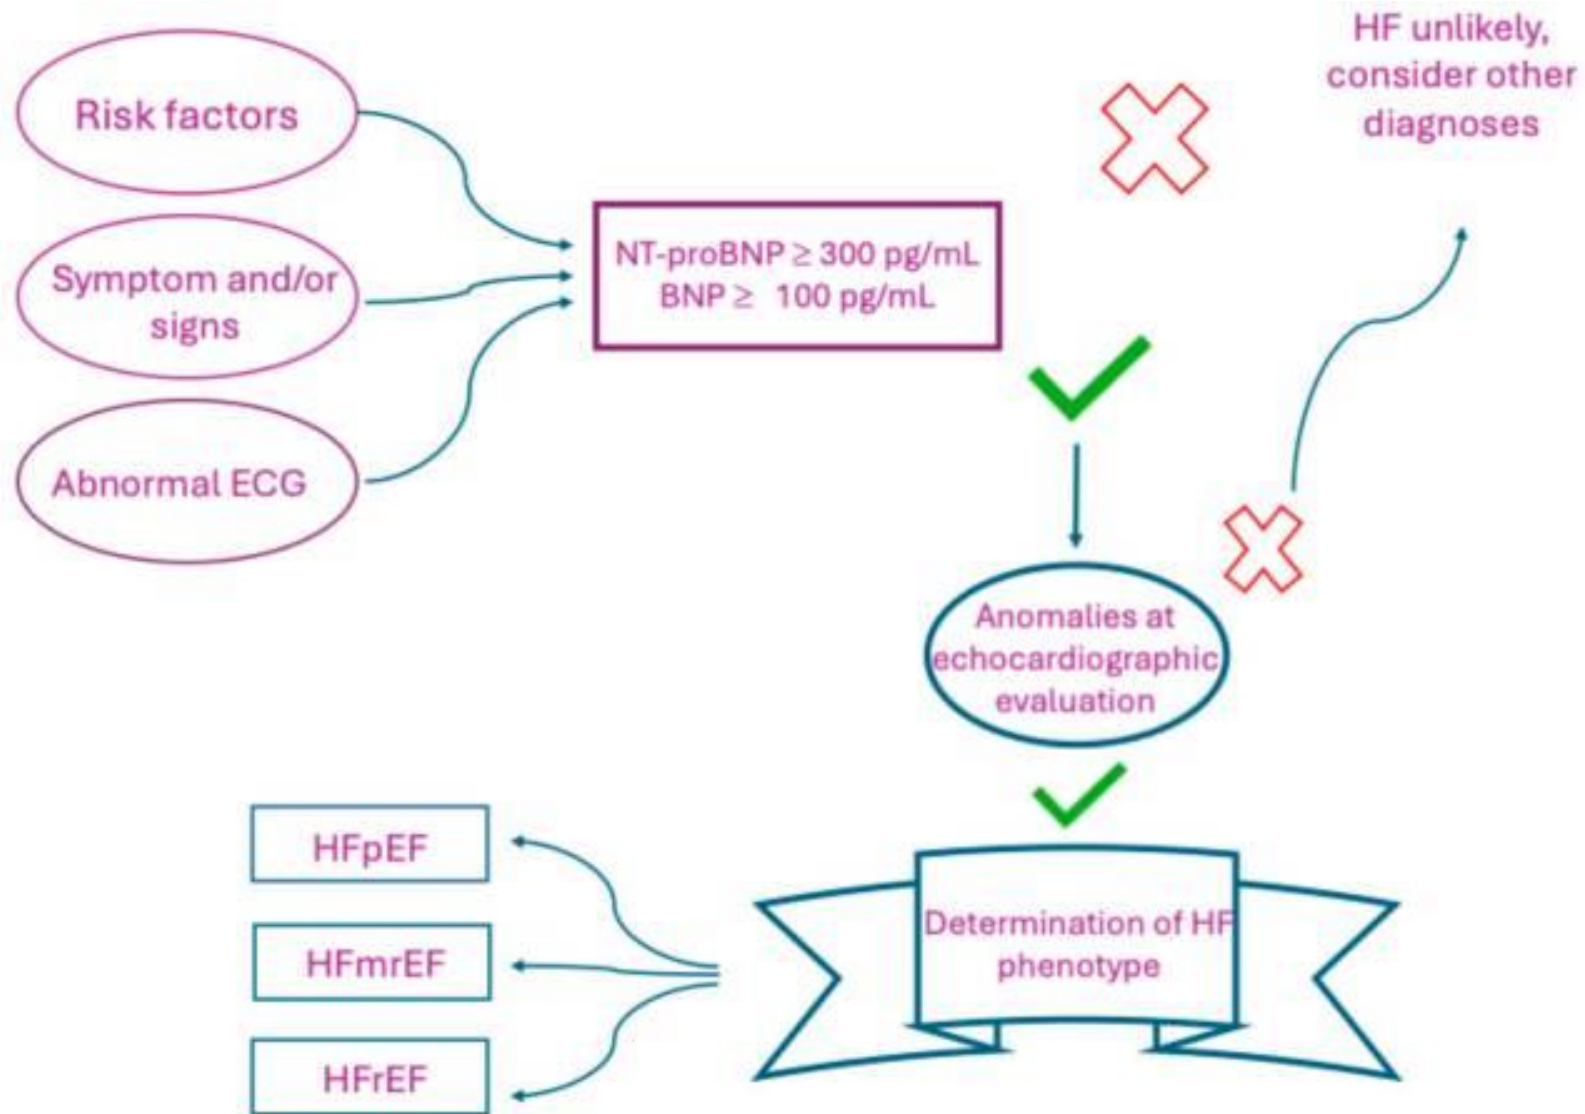 Risk factors
Symptom and/or
signs
Abnormal ECG
NT-proBNP ≥ 300 pg/mL
BNP ≥ 100 pg/mL
HF unlikely,
consider other
diagnoses
Anomalies at
echocardiographic
evaluation
Determination of HF
phenotype
HFpEF
HFmrEF
HFrEF